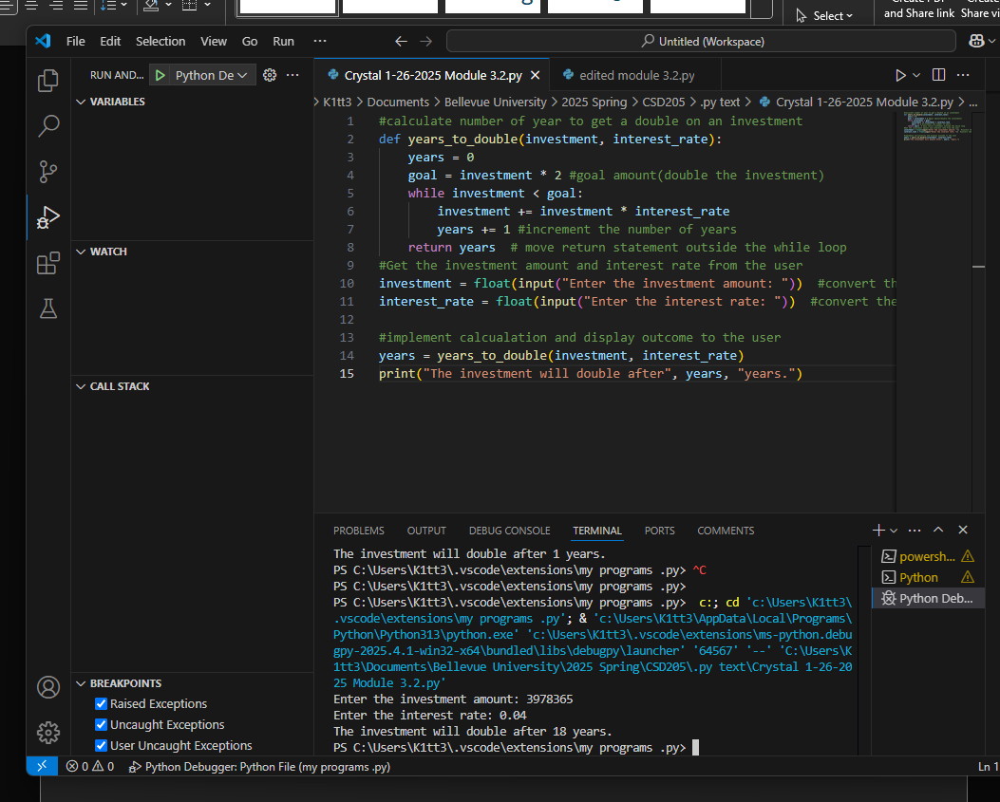 Create PDF
and Share link
Share vi
Select
File Edit Selection View Go Run ···
Untitled (Workspace)
RUN AND... Python De
Crystal 1-26-2025 Module 3.2.py
edited module 3.2.py
K1tt3 > Documents > Bellevue University > 2025 Spring > CSD205 > .py text > Crystal 1-26-2025 Module 3.2.py > ...
VARIABLES
WATCH
CALL STACK
BREAKPOINTS
Raised Exceptions
Uncaught Exceptions
User Uncaught Exceptions
1 #calculate number of year to get a double on an investment
2 def years_to_double(investment, interest_rate):
3 years = 0
4 goal = investment * 2 #goal amount(double the investment)
5 while investment < goal:
6 investment += investment * interest_rate
7 years += 1 #increment the number of years
8 return years # move return statement outside the while loop
9 #Get the investment amount and interest rate from the user
10 investment = float(input("Enter the investment amount: ")) #convert th
11 interest_rate = float(input("Enter the interest rate: ")) #convert the
12
13 #implement calcualation and display outcome to the user
14 years = years_to_double(investment, interest_rate)
15 print("The investment will double after", years, "years.")
PROBLEMS OUTPUT DEBUG CONSOLE TERMINAL PORTS COMMENTS
The investment will double after 1 years.
PS C:\Users\K1tt3\.vscode\extensions\my programs .py> ^C
PS C:\Users\K1tt3\.vscode\extensions\my programs .py>
PS C:\Users\K1tt3\.vscode\extensions\my programs .py> c:; cd 'c:\Users\K1tt3\
.vscode\extensions\my programs .py'; & 'c:\Users\K1tt3\AppData\Local\Programs\
Python\Python313\python.exe' 'c:\Users\K1tt3\.vscode\extensions\ms-python.debu
gpy-2025.4.1-win32-x64\bundled\libs\debugpy\launcher' '64567' '--' 'C:\Users\K
1tt3\Documents\Bellevue University\2025 Spring\CSD205\.py text\Crystal 1-26-20
25 Module 3.2.py'
Enter the investment amount: 3978365
Enter the interest rate: 0.04
The investment will double after 18 years.
PS C:\Users\K1tt3\.vscode\extensions\my programs .py>
powersh...
Python
Python Deb...
0 0 Python Debugger: Python File (my programs .py)
Ln 1